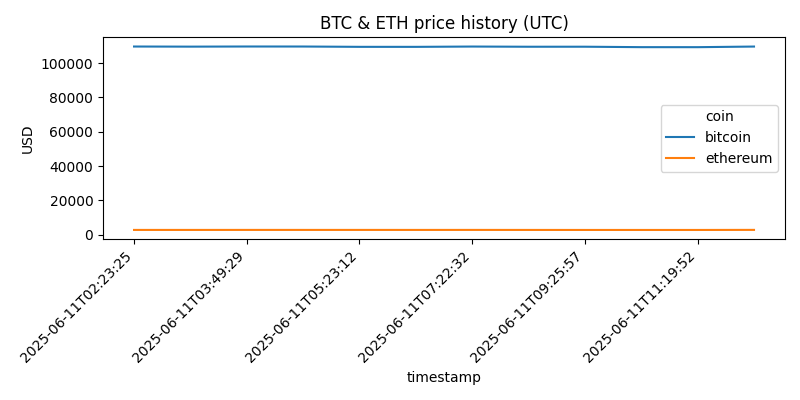 BTC & ETH price history (UTC)
100000
80000
60000
40000
20000
0
USD
coin
bitcoin
ethereum
2025-06-11T02:23:25
2025-06-11T03:49:29
2025-06-11T05:23:12
2025-06-11T07:22:32
2025-06-11T09:25:57
2025-06-11T11:19:52
timestamp